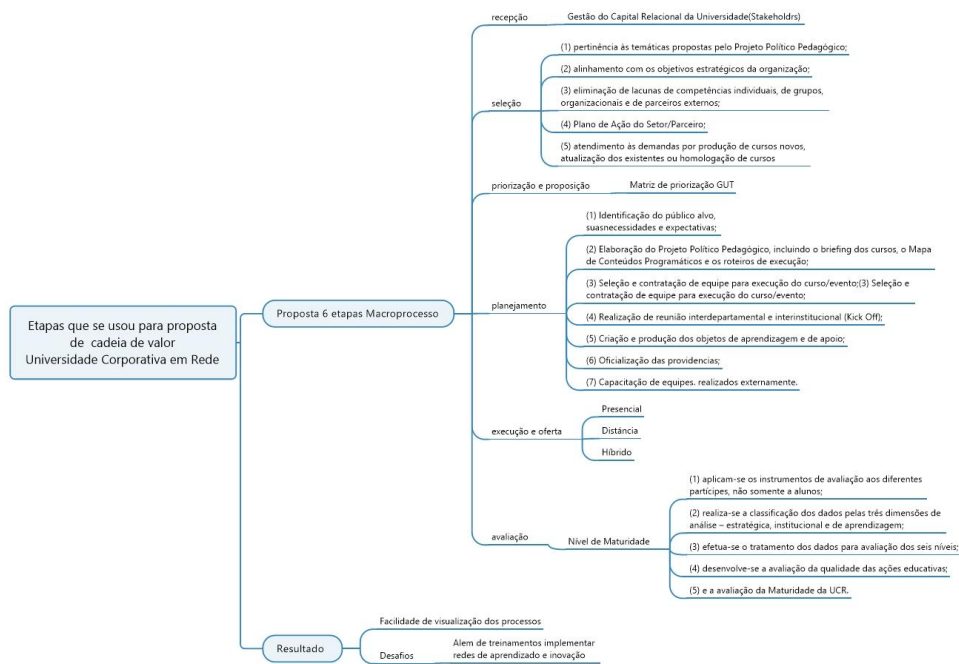 Etapas que se usou para proposta
de cadeia de valor
Universidade Corporativa em Rede
Proposta 6 etapas Macroprocesso
recepção
Gestão do Capital Relacional da Universidade(Stakeholdrs)
seleção
(1) pertinência às temáticas propostas pelo Projeto Político Pedagógico;
(2) alinhamento com os objetivos estratégicos da organização;
(3) eliminação de lacunas de competências individuais, de grupos,
organizacionais e de parceiros externos;
(4) Plano de Ação do Setor/Parceiro;
(5) atendimento às demandas por produção de cursos novos,
atualização dos existentes ou homologação de cursos
priorização e proposição
Matriz de priorização GUT
planejamento
(1) Identificação do público alvo,
suasnecessidades e expectativas;
(2) Elaboração do Projeto Político Pedagógico, incluindo o briefing dos cursos, o Mapa
de Conteúdos Programáticos e os roteiros de execução;
(3) Seleção e contratação de equipe para execução do curso/evento;(3) Seleção e
contratação de equipe para execução do curso/evento;
(4) Realização de reunião interdepartamental e interinstitucional (Kick Off);
(5) Criação e produção dos objetos de aprendizagem e de apoio;
(6) Oficialização das providencias;
(7) Capacitação de equipes. realizados externamente.
execução e oferta
Presencial
Distância
Híbrido
avaliação
Nível de Maturidade
(1) aplicam-se os instrumentos de avaliação aos diferentes
partícipes, não somente a alunos;
(2) realiza-se a classificação dos dados pelas três dimensões de
análise – estratégica, institucional e de aprendizagem;
(3) efetua-se o tratamento dos dados para avaliação dos seis níveis;
(4) desenvolve-se a avaliação da qualidade das ações educativas;
(5) e a avaliação da Maturidade da UCR.
Resultado
Facilidade de visualização dos processos
Desafios
Alem de treinamentos implementar
redes de aprendizado e inovação